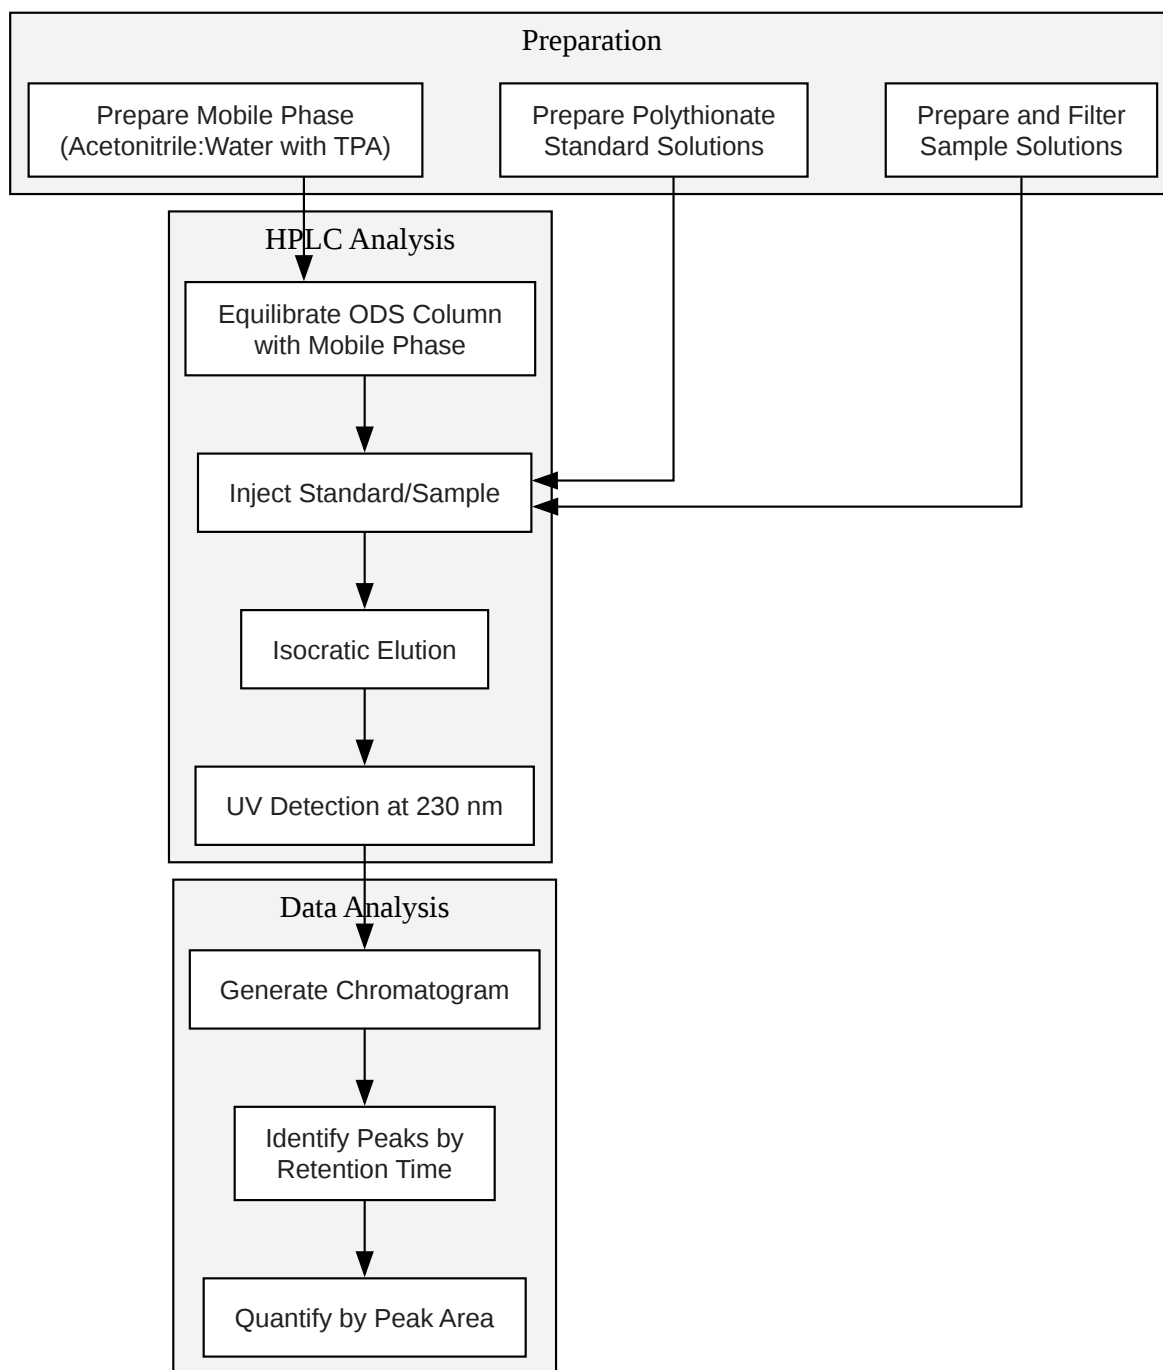 Preparation
Prepare Mobile Phase
(Acetonitrile:Water with TPA)
Prepare Polythionate
Standard Solutions
Prepare and Filter
Sample Solutions
HPLC Analysis
Equilibrate ODS Column
with Mobile Phase
Inject Standard/Sample
Isocratic Elution
UV Detection at 230 nm
Data Analysis
Generate Chromatogram
Identify Peaks by
Retention Time
Quantify by Peak Area